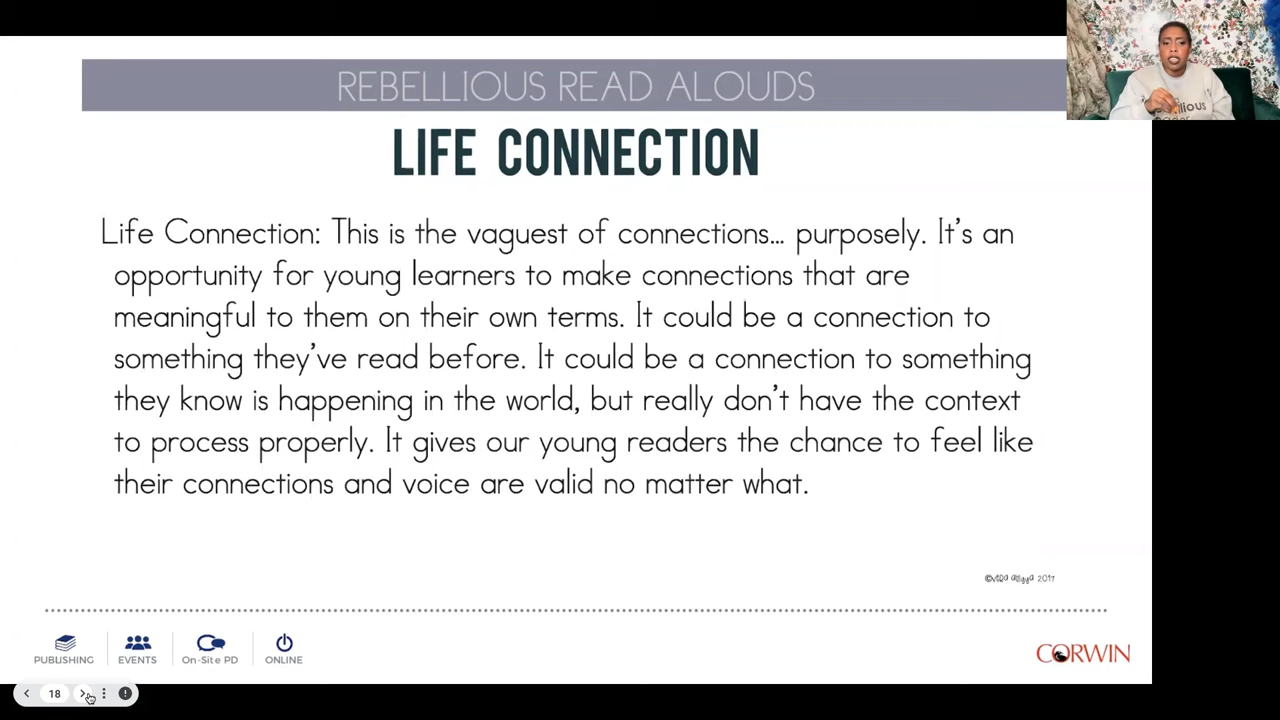 REBELLIOUS READ ALOUDS
LIFE CONNECTION
Life Connection: This is the vaguest of connections... purposely. It's an
opportunity for young learners to make connections that are
meaningful to them on their own terms. It could be a connection to
something they've read before. It could be a connection to something
they know is happening in the world, but really don't have the context
to process properly. It gives our young readers the chance to feel like
their connections and voice are valid no matter what.
PUBLISHING
EVENTS
On-Site PD
ONLINE
CORWIN
18